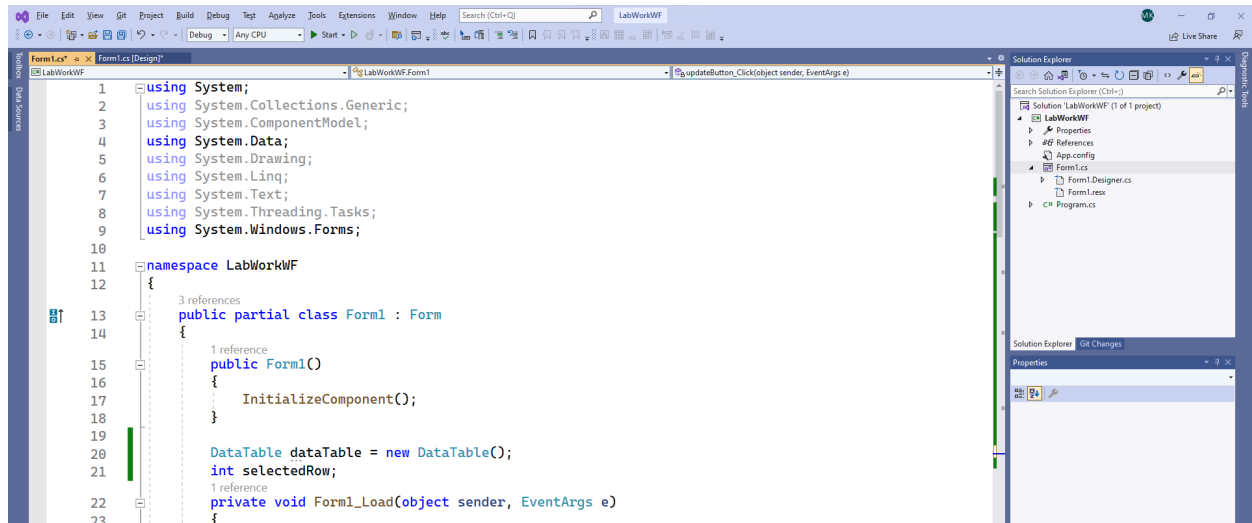 File Edit View Git Project Build Debug Test Analyze Tools Extensions Window Help Search (Ctrl+Q) LabWorkWF MK
Debug Any CPU Start Live Share
Toolbox
Data Sources
Form1.cs* Form1.cs [Design]*
LabWorkWF LabWorkWF.Form1 updateButton_Click(object sender, EventArgs e)
1 using System;
2 using System.Collections.Generic;
3 using System.ComponentModel;
4 using System.Data;
5 using System.Drawing;
6 using System.Linq;
7 using System.Text;
8 using System.Threading.Tasks;
9 using System.Windows.Forms;
10
11 namespace LabWorkWF
12 {
3 references
13 public partial class Form1 : Form
14 {
1 reference
15 public Form1()
16 {
17 InitializeComponent();
18 }
19
20 DataTable dataTable = new DataTable();
21 int selectedRow;
1 reference
22 private void Form1_Load(object sender, EventArgs e)
23 {
Solution Explorer
Search Solution Explorer (Ctrl+;)
Solution 'LabWorkWF' (1 of 1 project)
C# LabWorkWF
Properties
References
App.config
Form1.cs
Form1.Designer.cs
Form1.resx
C# Program.cs
Solution Explorer Git Changes
Properties
Diagnostic Tools